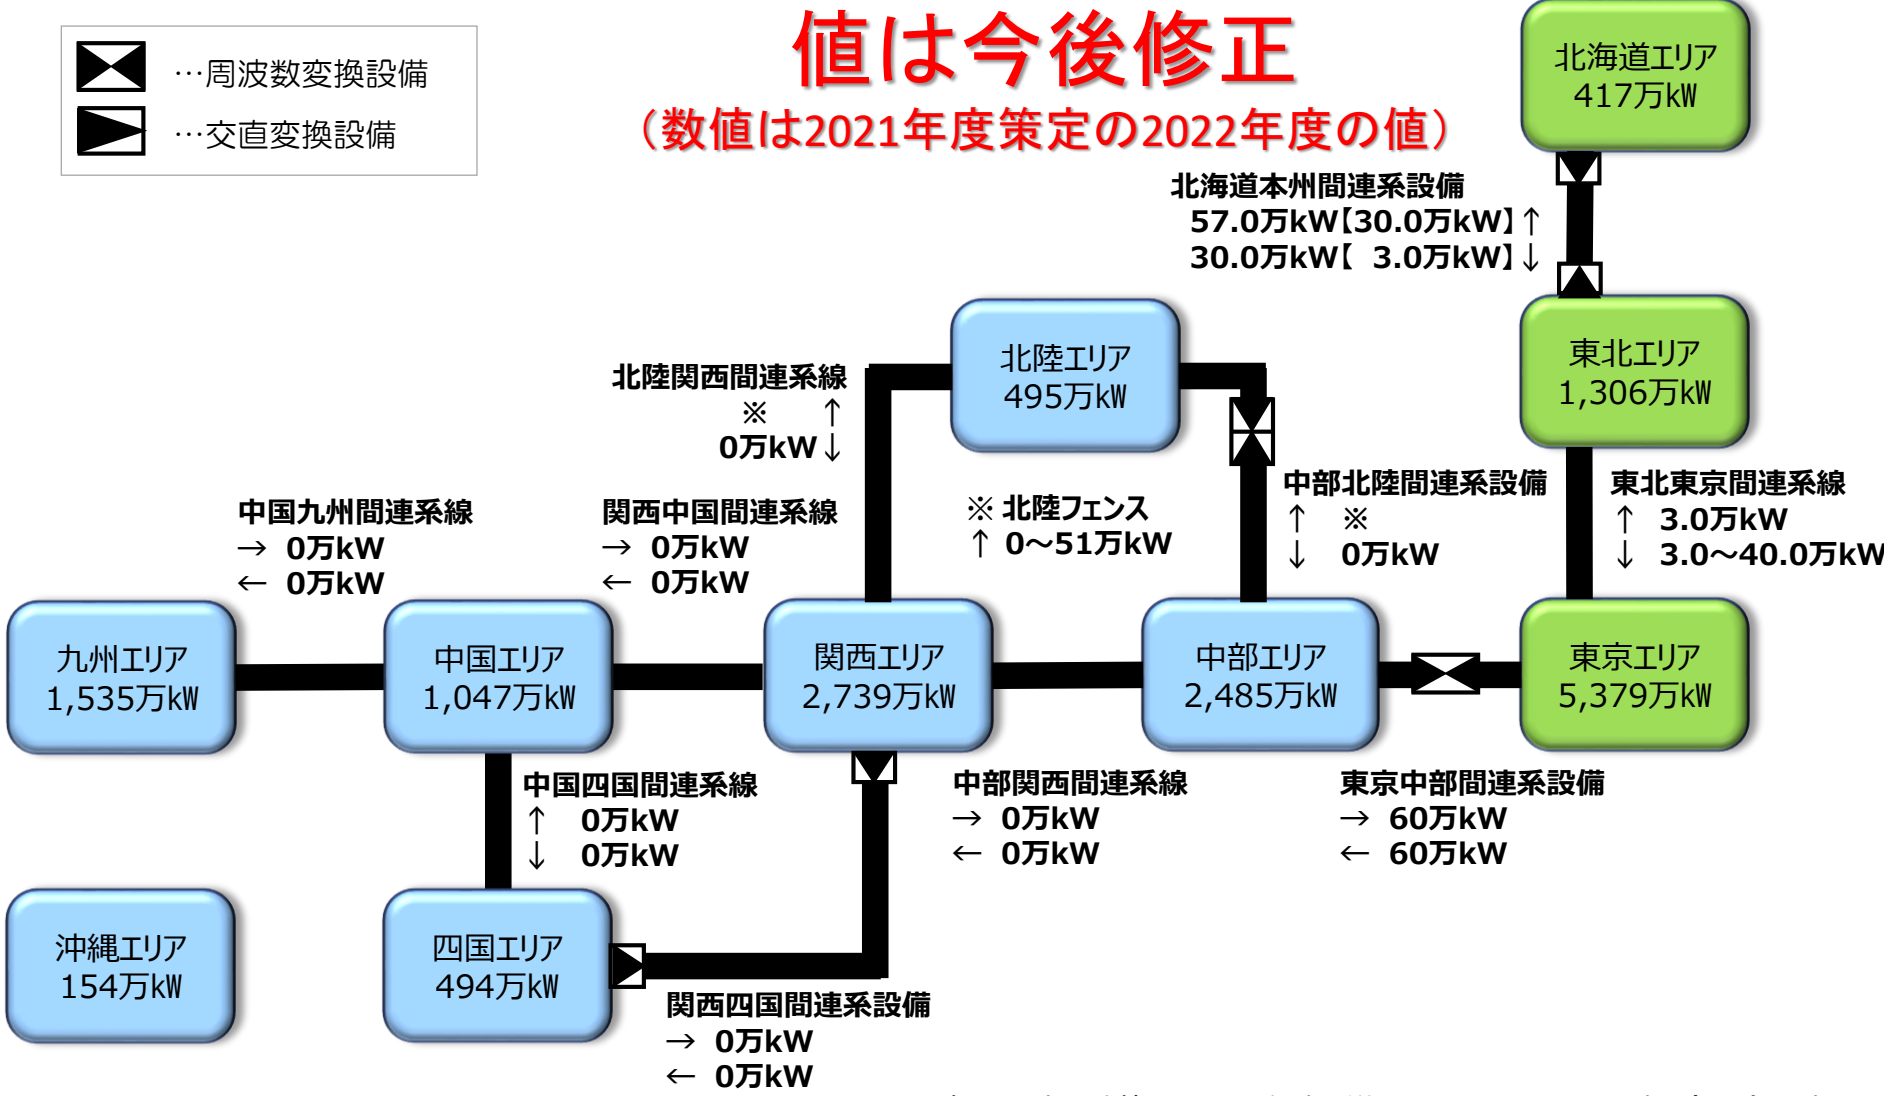 …周波数変換設備
…交直変換設備
値は今後修正
（数値は2021年度策定の2022年度の値）
北海道エリア
417万kW
北海道本州間連系設備
57.0万kW【30.0万kW】↑
30.0万kW【 3.0万kW】↓
北陸エリア
495万kW
東北エリア
1,306万kW
北陸関西間連系線
※ ↑
0万kW↓
中部北陸間連系設備
↑ ※
↓ 0万kW
東北東京間連系線
↑ 3.0万kW
↓ 3.0～40.0万kW
※ 北陸フェンス
↑ 0～51万kW
中国九州間連系線
→ 0万kW
← 0万kW
関西中国間連系線
→ 0万kW
← 0万kW
九州エリア
1,535万kW
中国エリア
1,047万kW
関西エリア
2,739万kW
中部エリア
2,485万kW
東京エリア
5,379万kW
中国四国間連系線
↑ 0万kW
↓ 0万kW
中部関西間連系線
→ 0万kW
← 0万kW
東京中部間連系設備
→ 60万kW
← 60万kW
沖縄エリア
154万kW
四国エリア
494万kW
関西四国間連系設備
→ 0万kW
← 0万kW